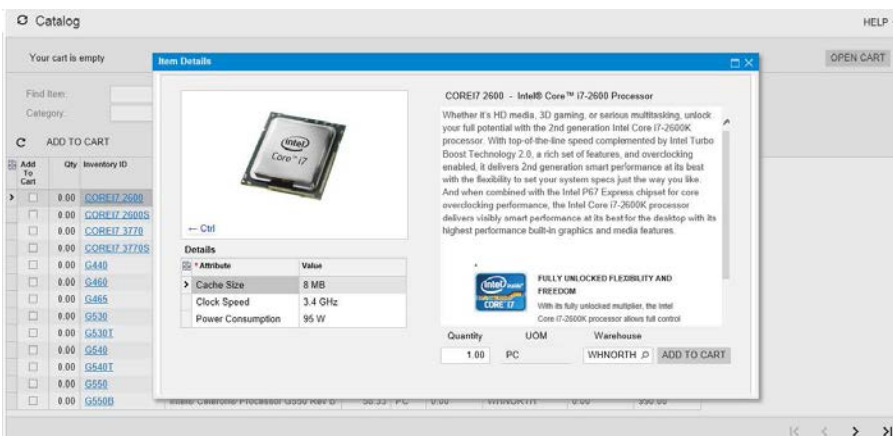 Catalog
HELP
Your cart is empty
OPEN CART
Item Details
Find Item:
Category:
ADD TO CART
Add To Cart
Qty
Inventory ID
0.00 COREI7 2600
0.00 COREI7 2600S
0.00 COREI7 3770
0.00 COREI7 3770S
0.00 G440
0.00 G460
0.00 G465
0.00 G530
0.00 G530T
0.00 G540
0.00 G540T
0.00 G550
0.00 G550B
intel
Core™ i7
← Ctrl
Details
* Attribute Value
Cache Size 8 MB
Clock Speed 3.4 GHz
Power Consumption 95 W
COREI7 2600 - Intel® Core™ i7-2600 Processor
Whether it's HD media, 3D gaming, or serious multitasking, unlock
your full potential with the 2nd generation Intel Core i7-2600K
processor. With top-of-the-line speed complemented by Intel Turbo
Boost Technology 2.0, a rich set of features, and overclocking
enabled, it delivers 2nd generation smart performance at its best
with the flexibility to set your system specs just the way you like.
And when combined with the Intel P67 Express chipset for core
overclocking performance, the Intel Core i7-2600K processor
delivers visibly smart performance at its best for the desktop with its
highest performance built-in graphics and media features.
intel inside
CORE i7
FULLY UNLOCKED FLEXIBILITY AND
FREEDOM
With its fully unlocked multiplier, the Intel
Core i7-2600K processor allows full control
Quantity UOM Warehouse
1.00 PC WHNORTH ADD TO CART